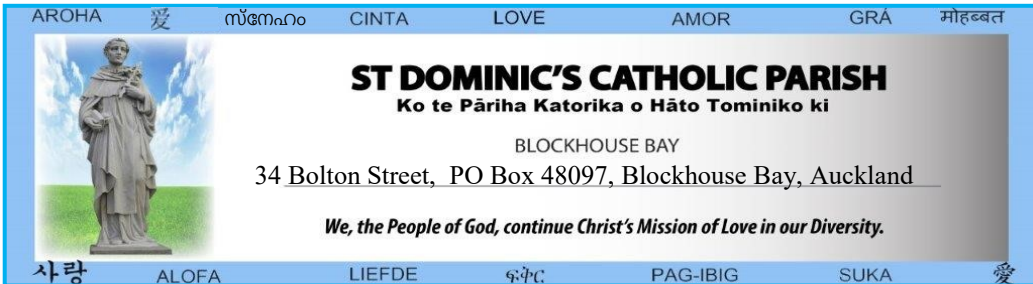 AROHA 爱 സ്നേഹം CINTA LOVE AMOR GRÁ मोहब्बत
ST DOMINIC'S CATHOLIC PARISH
Ko te Pāriha Katorika o Hāto Tominiko ki
BLOCKHOUSE BAY
34 Bolton Street, PO Box 48097, Blockhouse Bay, Auckland
We, the People of God, continue Christ's Mission of Love in our Diversity.
사랑 ALOFA LIEFDE ፍቅር PAG-IBIG SUKA 愛